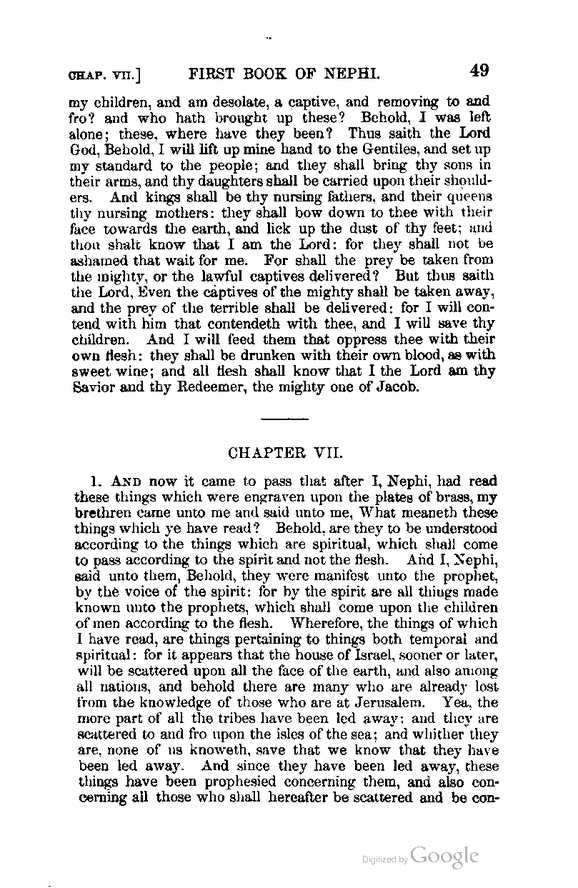 CHAP. VII.] FIRST BOOK OF NEPHI. 49
my children, and am desolate, a captive, and removing to and
fro? and who hath brought up these? Behold, I was left
alone; these, where have they been? Thus saith the Lord
God, Behold, I will lift up mine hand to the Gentiles, and set up
my standard to the people; and they shall bring thy sons in
their arms, and thy daughters shall be carried upon their should-
ers. And kings shall be thy nursing fathers, and their queens
thy nursing mothers: they shall bow down to thee with their
face towards the earth, and lick up the dust of thy feet; and
thou shalt know that I am the Lord: for they shall not be
ashamed that wait for me. For shall the prey be taken from
the mighty, or the lawful captives delivered? But thus saith
the Lord, Even the captives of the mighty shall be taken away,
and the prey of the terrible shall be delivered: for I will con-
tend with him that contendeth with thee, and I will save thy
children. And I will feed them that oppress thee with their
own flesh: they shall be drunken with their own blood, as with
sweet wine; and all flesh shall know that I the Lord am thy
Savior and thy Redeemer, the mighty one of Jacob.
CHAPTER VII.
1. AND now it came to pass that after I, Nephi, had read
these things which were engraven upon the plates of brass, my
brethren came unto me and said unto me, What meaneth these
things which ye have read? Behold, are they to be understood
according to the things which are spiritual, which shall come
to pass according to the spirit and not the flesh. And I, Nephi,
said unto them, Behold, they were manifest unto the prophet,
by the voice of the spirit: for by the spirit are all things made
known unto the prophets, which shall come upon the children
of men according to the flesh. Wherefore, the things of which
I have read, are things pertaining to things both temporal and
spiritual: for it appears that the house of Israel, sooner or later,
will be scattered upon all the face of the earth, and also among
all nations, and behold there are many who are already lost
from the knowledge of those who are at Jerusalem. Yea, the
more part of all the tribes have been led away; and they are
scattered to and fro upon the isles of the sea; and whither they
are, none of us knoweth, save that we know that they have
been led away. And since they have been led away, these
things have been prophesied concerning them, and also con-
cerning all those who shall hereafter be scattered and be con-
Digitized by Google